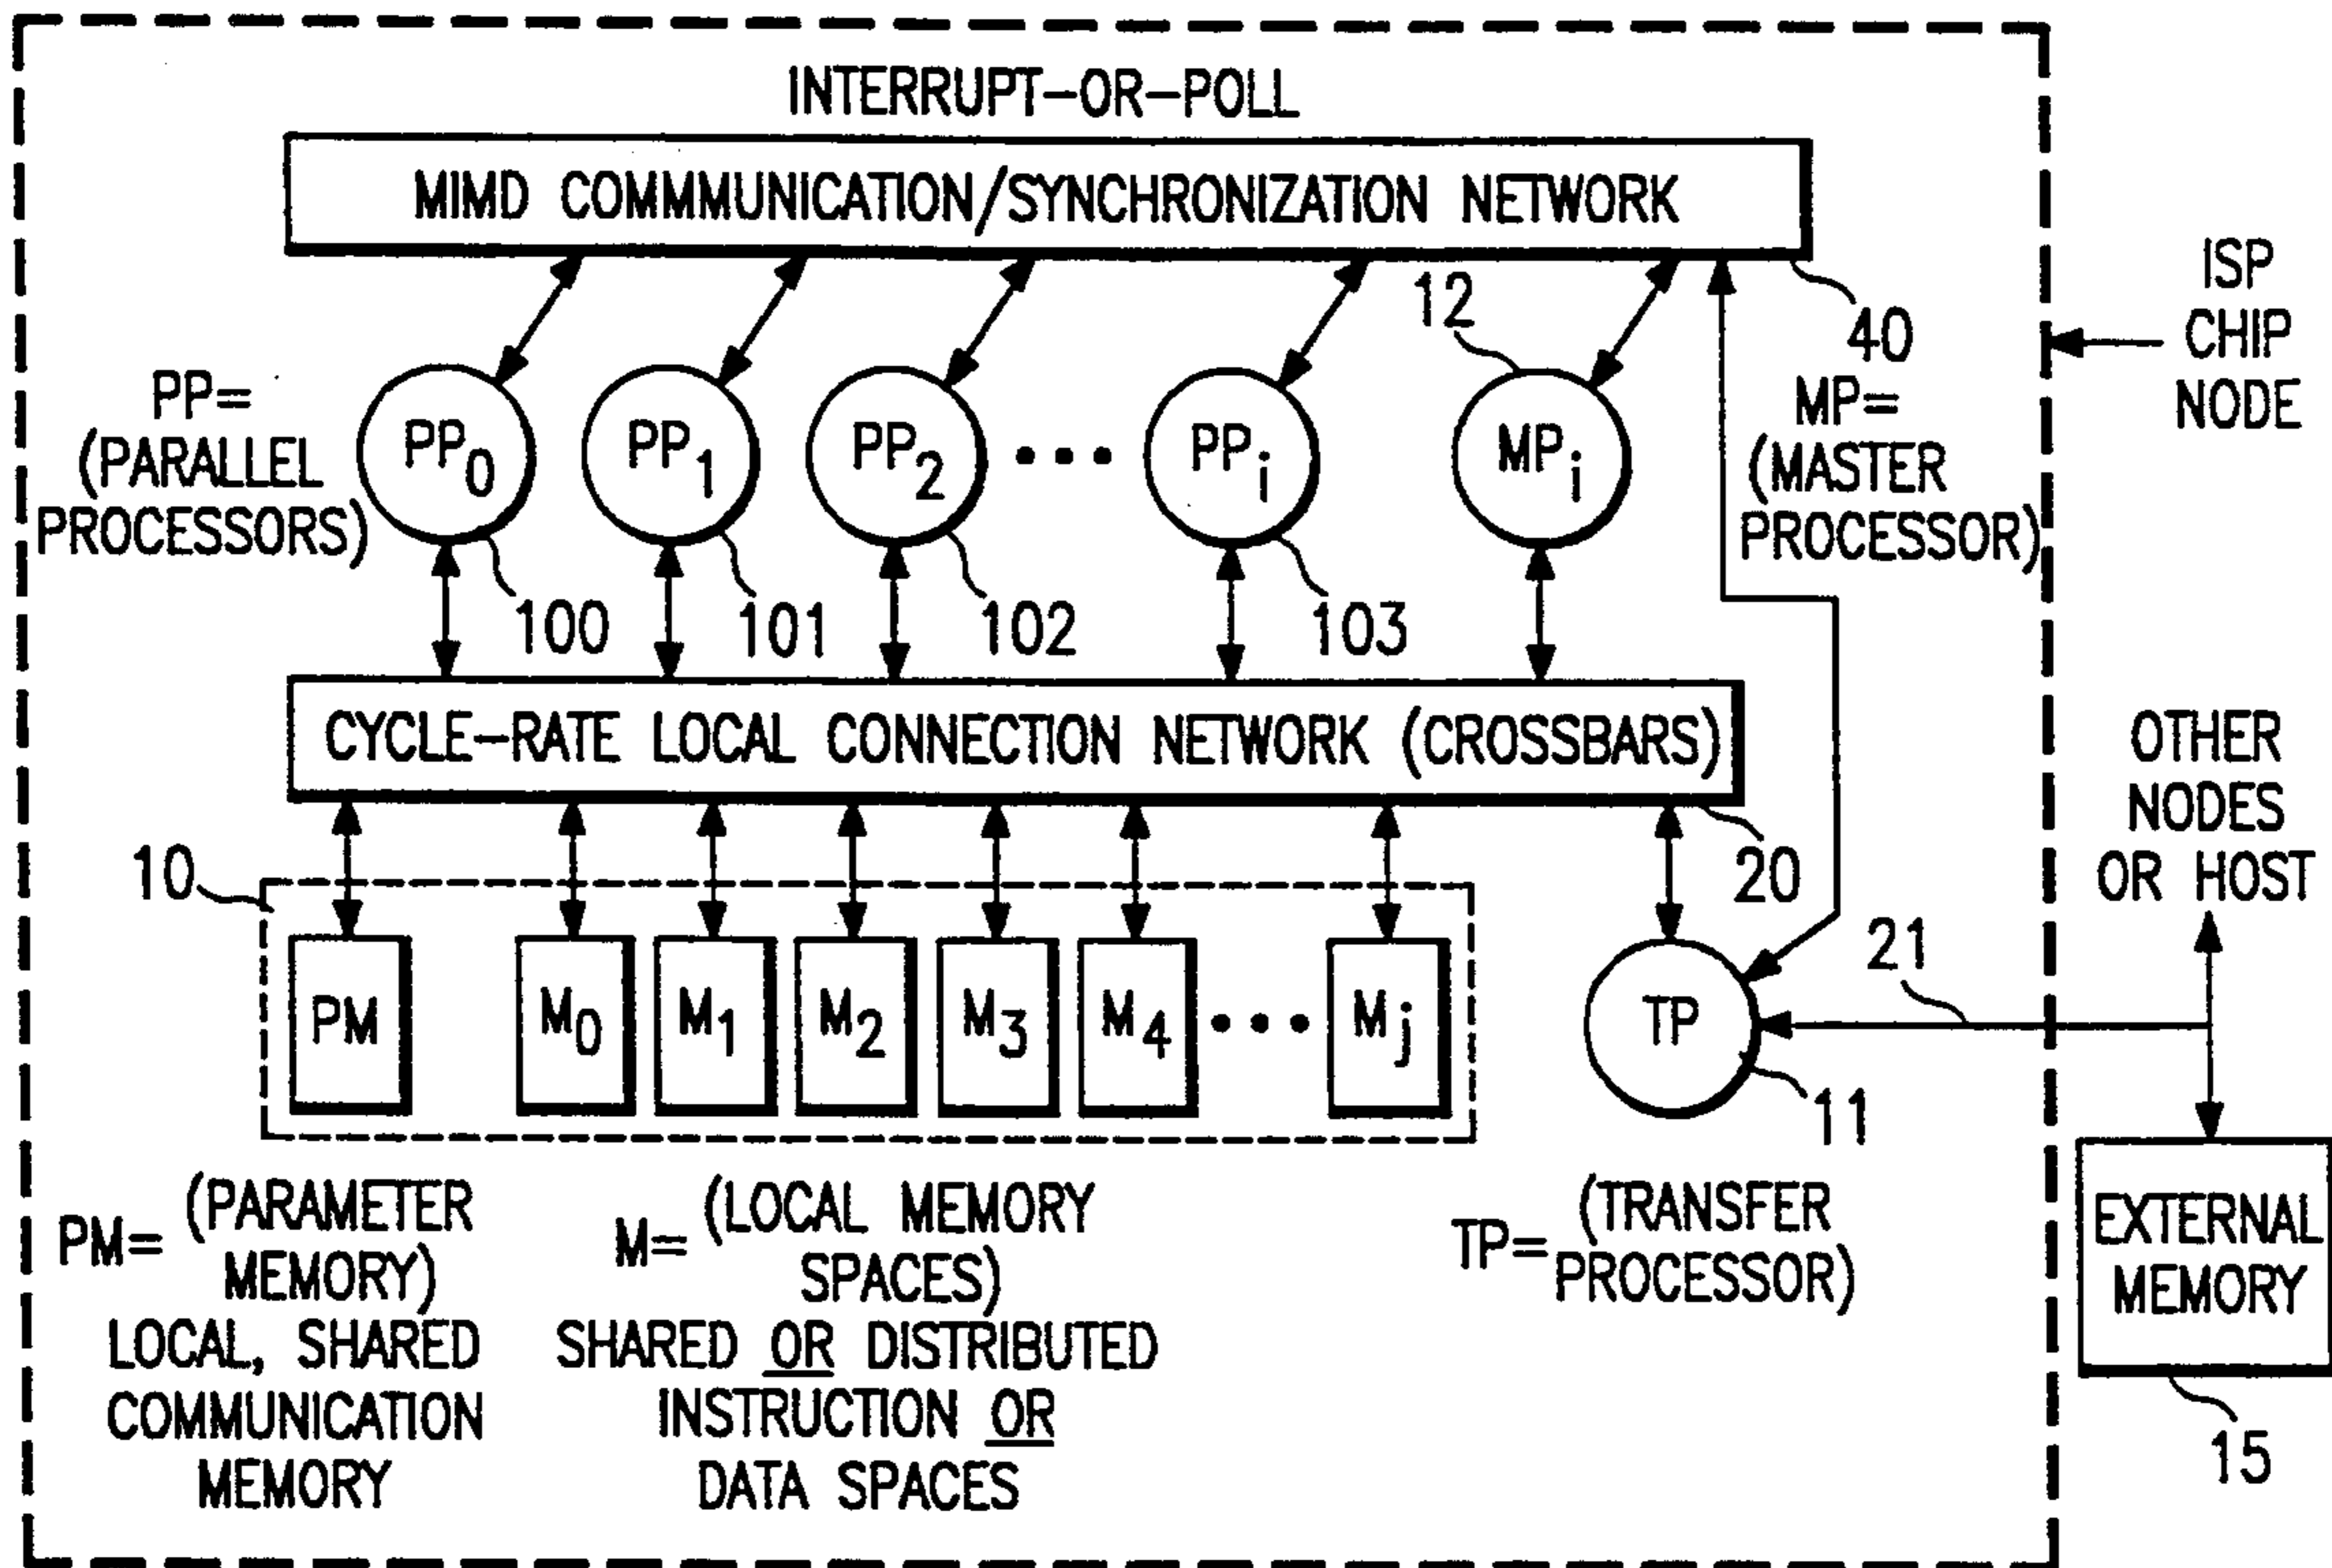 INTERRUPT-OR-POLL
MIMD COMMMUNICATION/SYNCHRONIZATION NETWORK
40
12
ISP
CHIP
NODE
PP=
(PARALLEL
PROCESSORS)
PP0
PP1
PP2
•••
PPi
MPi
MP=
(MASTER
PROCESSOR)
100
101
102
103
CYCLE-RATE LOCAL CONNECTION NETWORK (CROSSBARS)
20
OTHER
NODES
OR HOST
10
21
PM
M0
M1
M2
M3
M4
•••
Mj
TP
11
PM= (PARAMETER
MEMORY)
LOCAL, SHARED
COMMUNICATION
MEMORY
M= (LOCAL MEMORY
SPACES)
SHARED OR DISTRIBUTED
INSTRUCTION OR
DATA SPACES
TP= (TRANSFER
PROCESSOR)
EXTERNAL
MEMORY
15